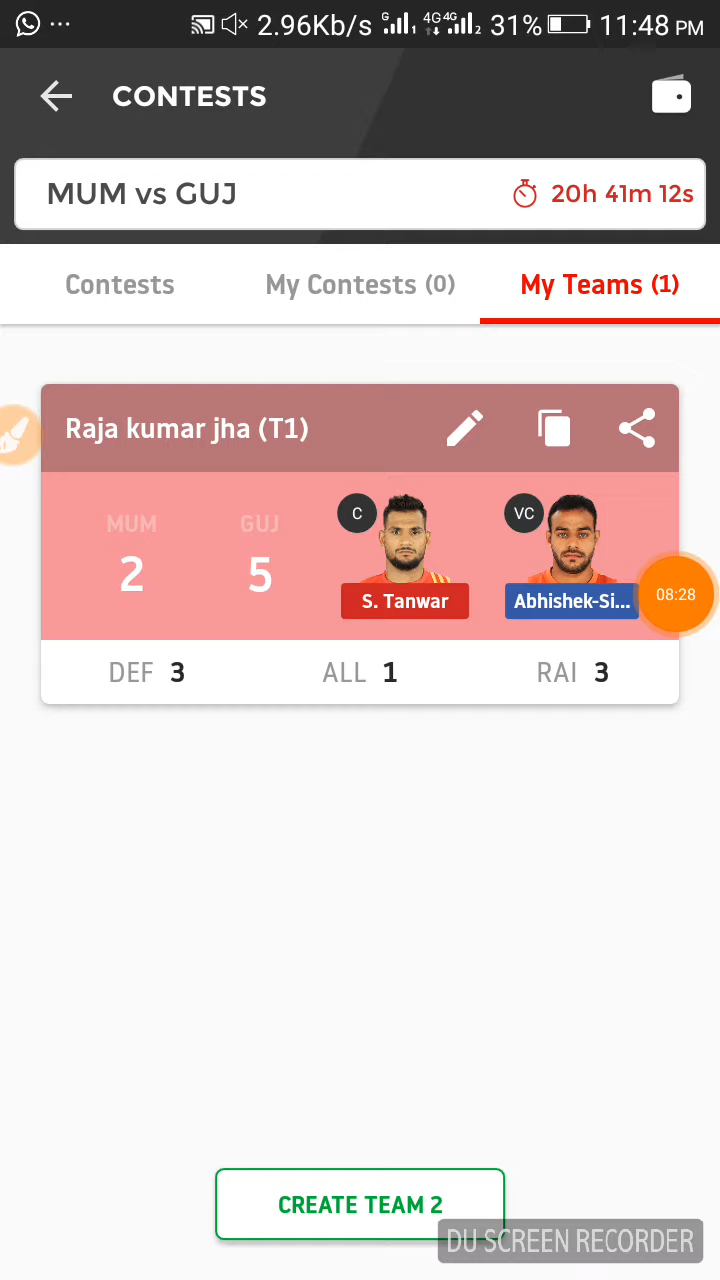 2.96Kb/s G 1 4G 4G 2 31% 11:48 PM
CONTESTS
MUM vs GUJ 20h 41m 12s
Contests My Contests (0) My Teams (1)
Raja kumar jha (T1)
MUM GUJ C VC
2 5
S. Tanwar Abhishek-Si... 08:28
DEF 3 ALL 1 RAI 3
CREATE TEAM 2
DU SCREEN RECORDER